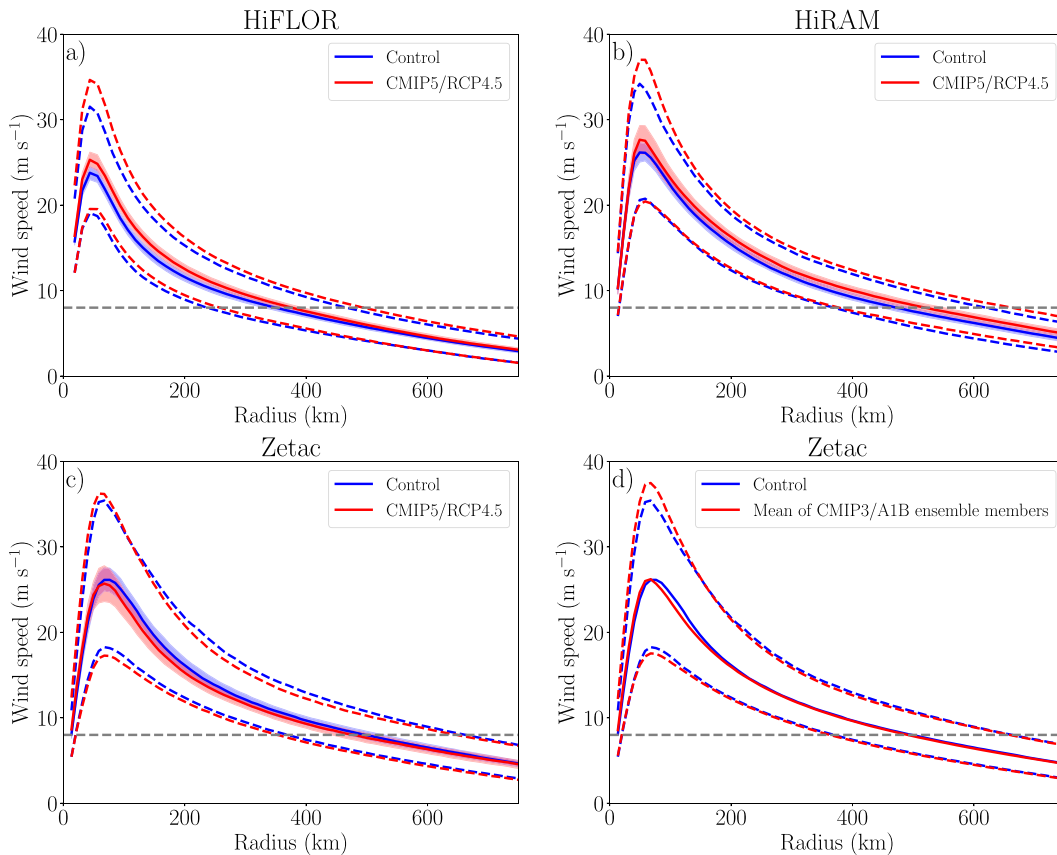 HiFLOR
a)
Control
CMIP5/RCP4.5
40
30
20
10
0
Wind speed (m s⁻¹)
0 200 400 600
Radius (km)
HiRAM
b)
Control
CMIP5/RCP4.5
40
30
20
10
0
Wind speed (m s⁻¹)
0 200 400 600
Radius (km)
Zetac
c)
Control
CMIP5/RCP4.5
40
30
20
10
0
Wind speed (m s⁻¹)
0 200 400 600
Radius (km)
Zetac
d)
Control
Mean of CMIP3/A1B ensemble members
40
30
20
10
0
Wind speed (m s⁻¹)
0 200 400 600
Radius (km)